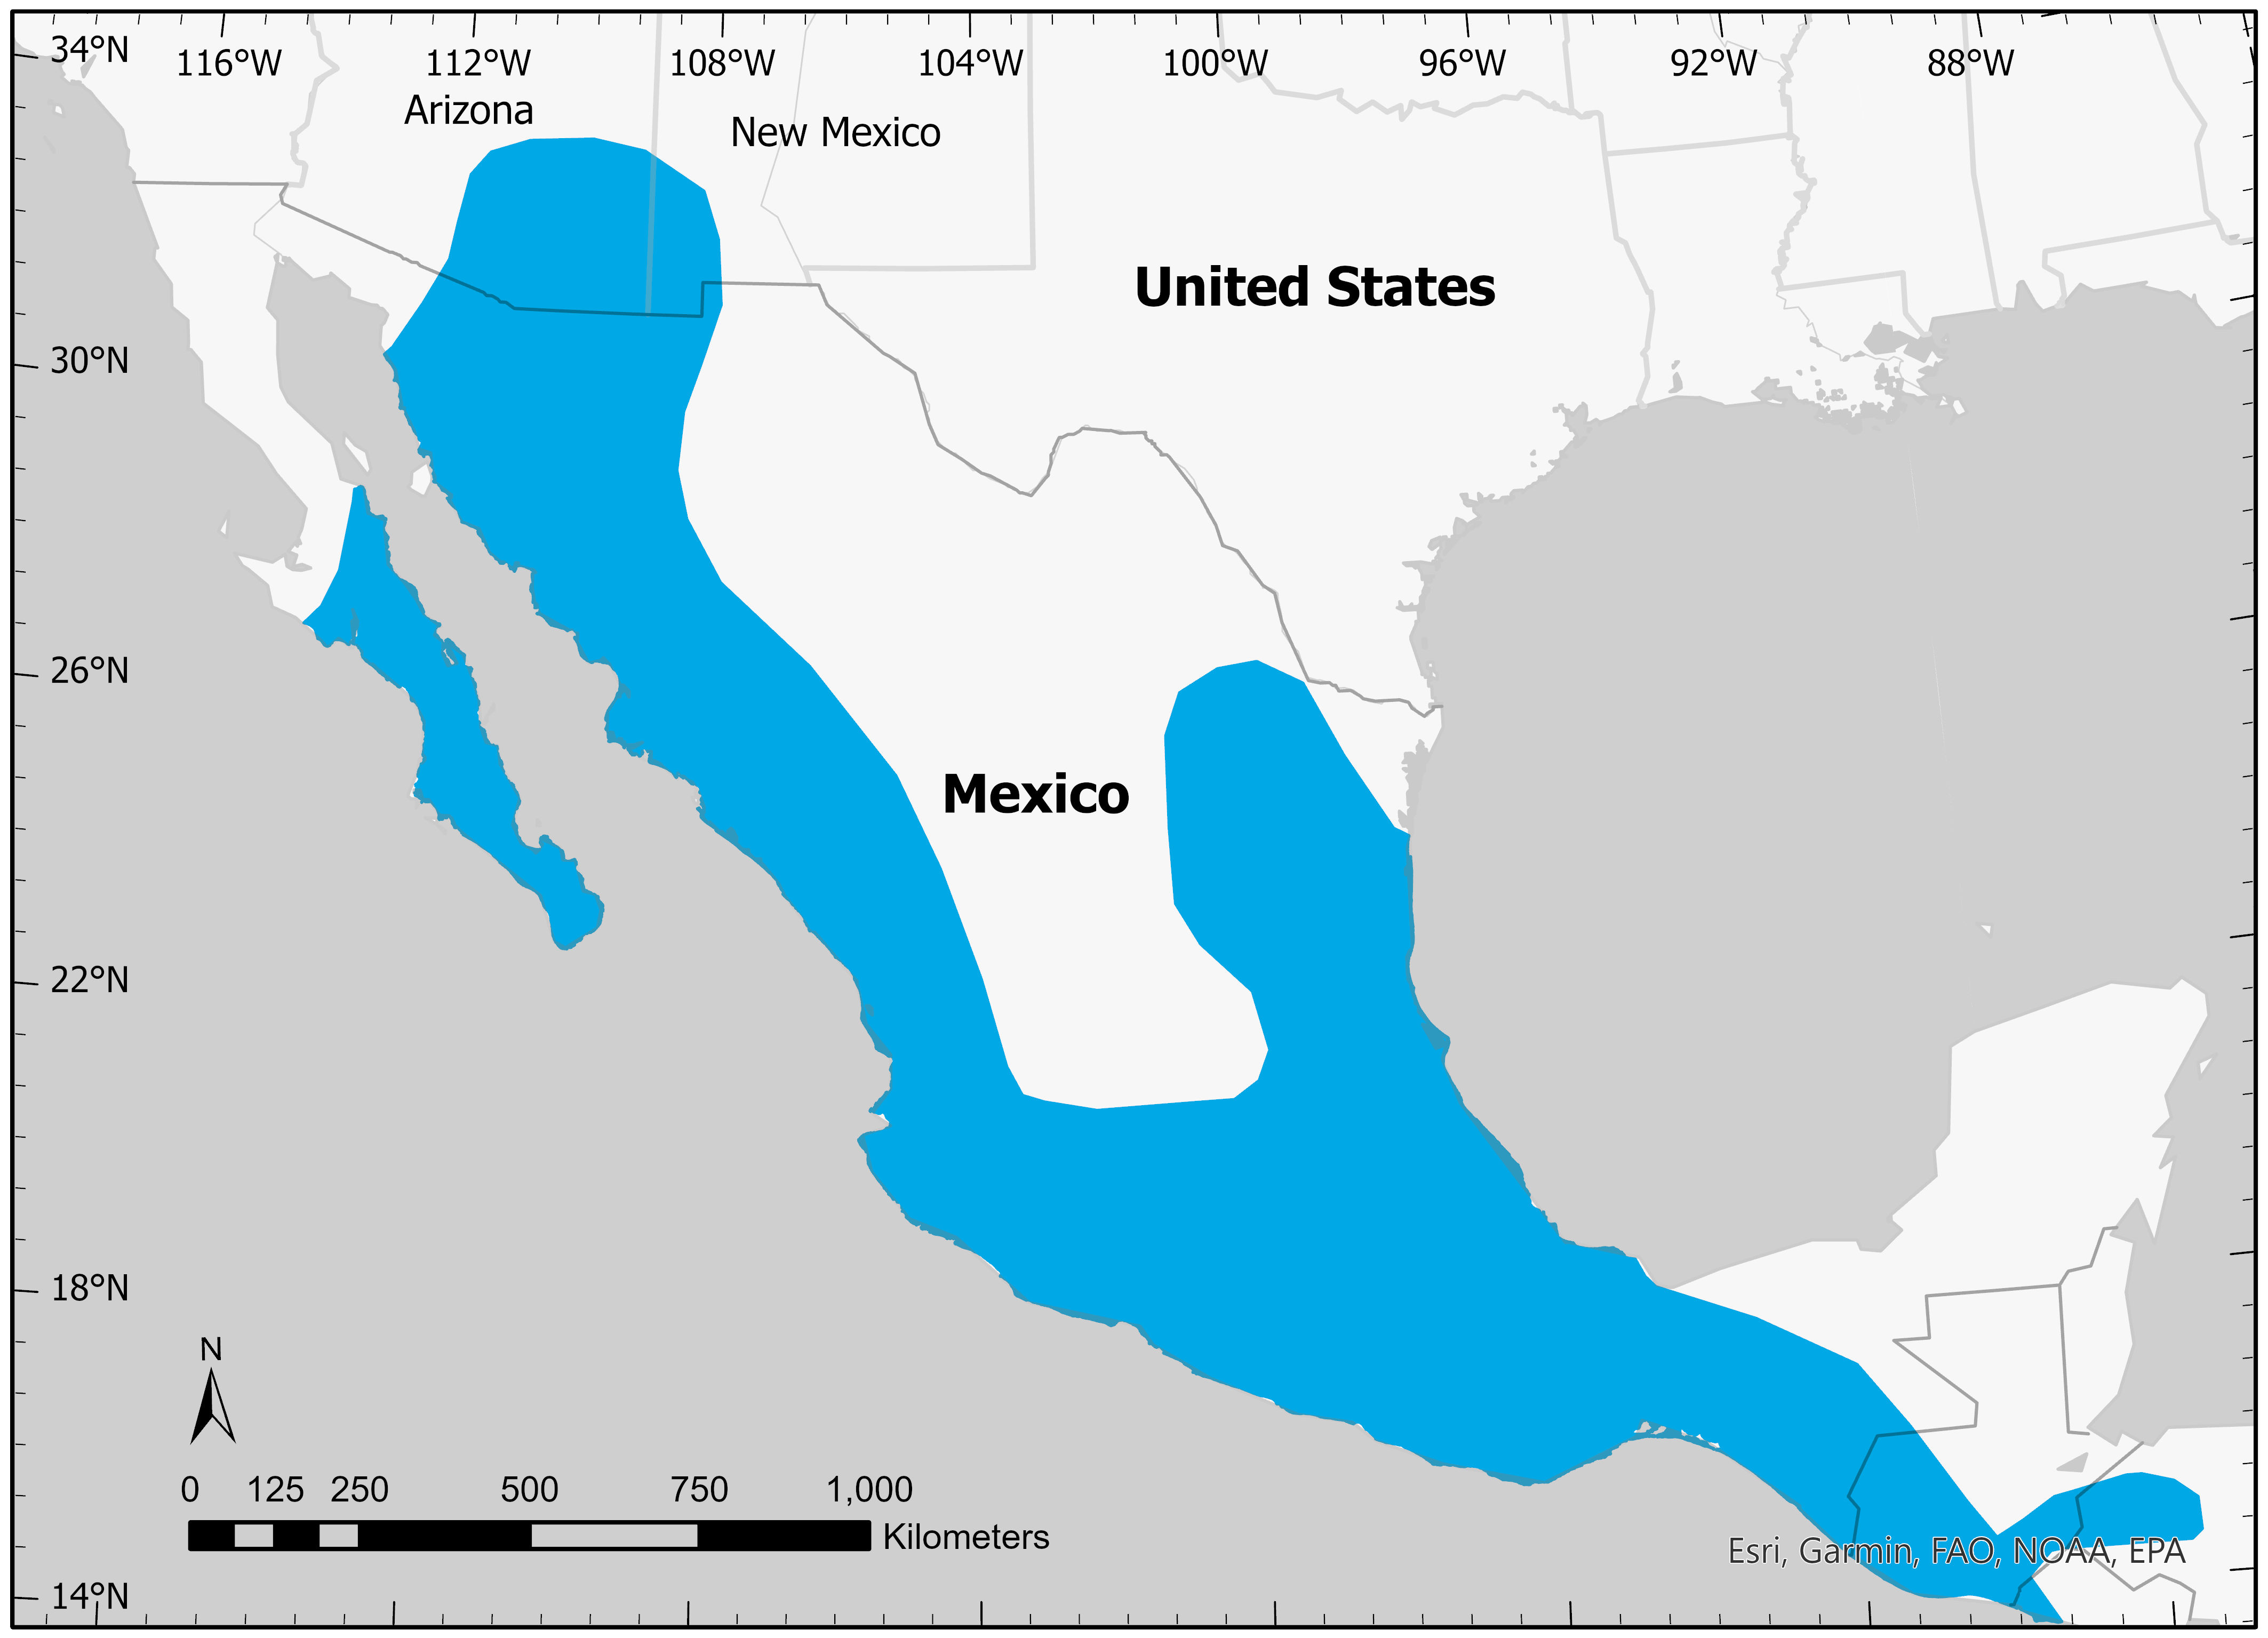 34°N
116°W 112°W 108°W 104°W 100°W 96°W 92°W 88°W
Arizona
New Mexico
United States
30°N
26°N
Mexico
22°N
18°N
N
0 125 250 500 750 1,000
Kilometers
Esri, Garmin, FAO, NOAA, EPA
14°N